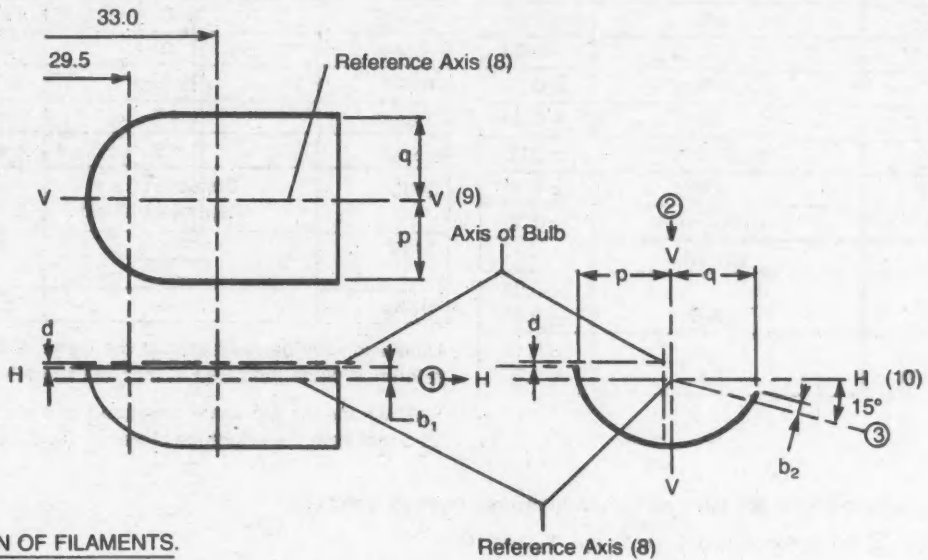 33.0
29.5
Reference Axis (8)
q
V
V (9)
②
p
Axis of Bulb
V
p
q
d
d
H
①
H
H (10)
b₁
15°
③
b₂
V
N OF FILAMENTS.
Reference Axis (8)